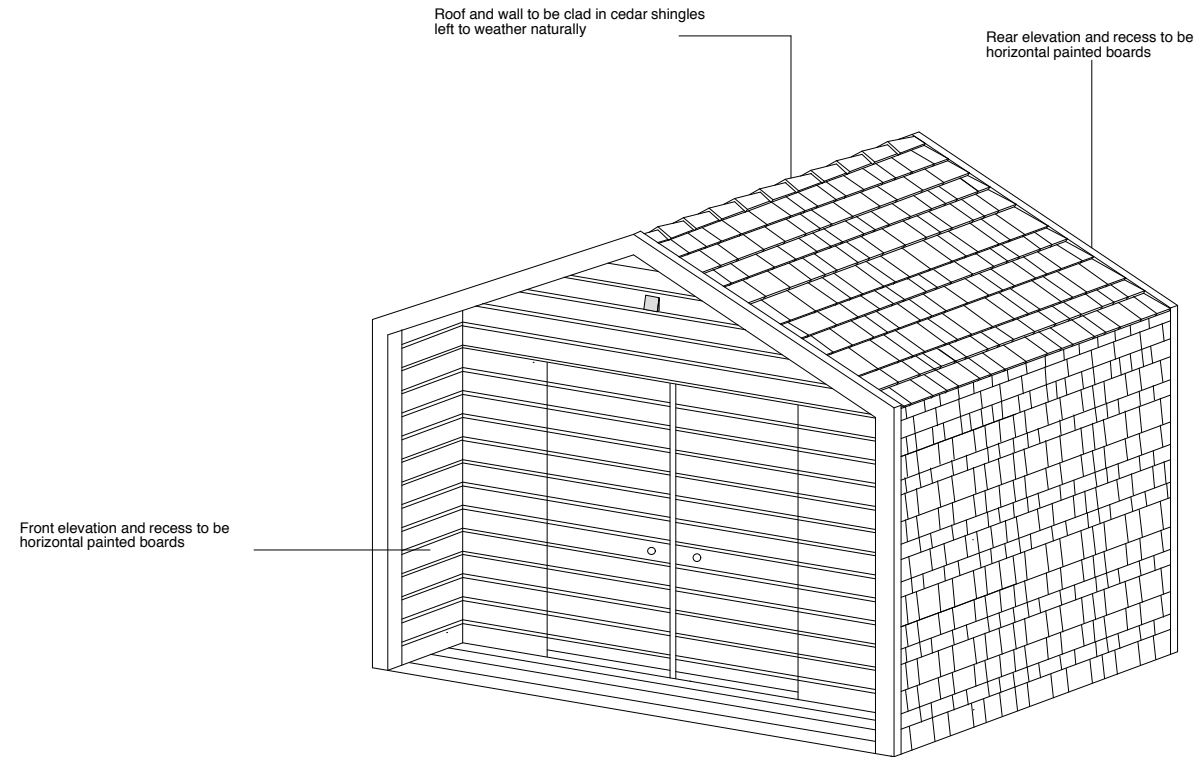 Roof and wall to be clad in cedar shingles
left to weather naturally
Rear elevation and recess to be
horizontal painted boards
Front elevation and recess to be
horizontal painted boards